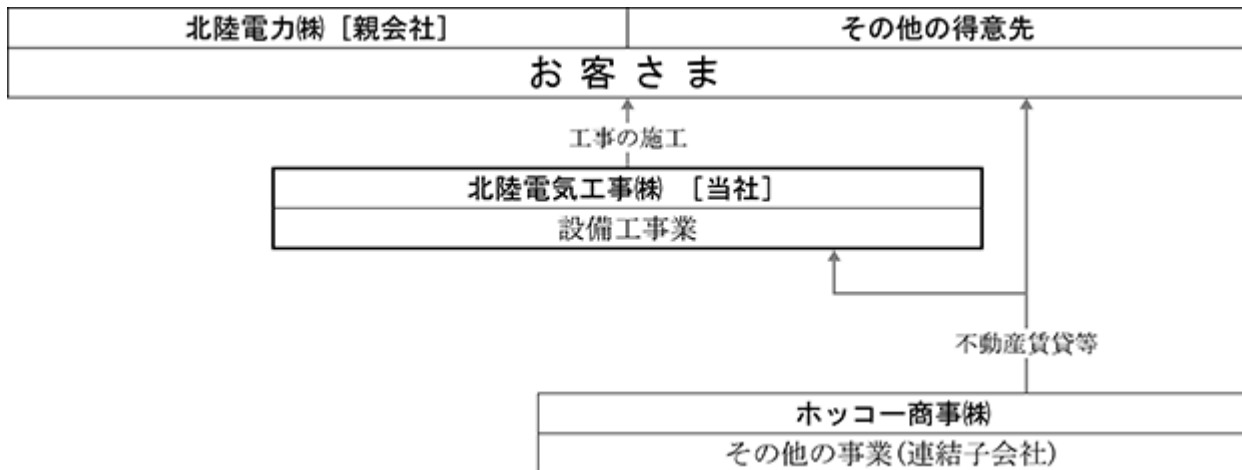 北陸電力㈱［親会社］
その他の得意先
お客さま
工事の施工
北陸電気工事㈱　［当社］
設備工事業
不動産賃貸等
ホッコー商事㈱
その他の事業(連結子会社)